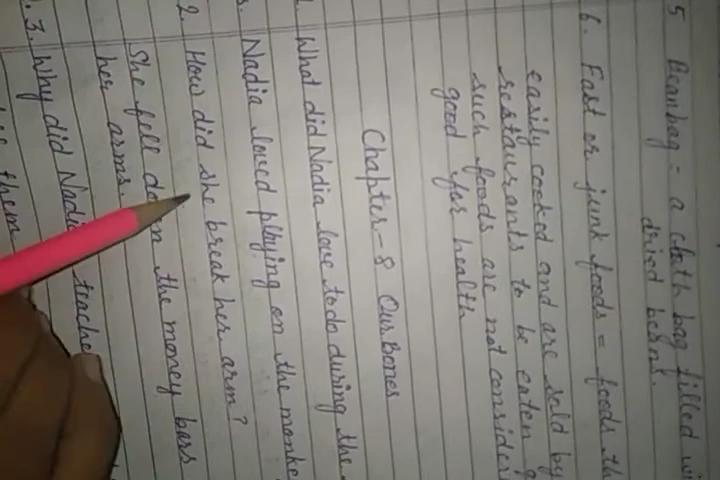 5 Beanbag - a cloth bag filled wi
dried beans.
6. Fast or junk foods = foods th
easily cooked and are sold by
restaurants to be eaten q
such foods are not consider
good for health
Chapter - 8 Our Bones
1. What did Nadia love to do during the
Nadia loved plying on the monke
2. How did she break her arm?
She fell down the money bars
her arms.
3. Why did Nadia teache
them